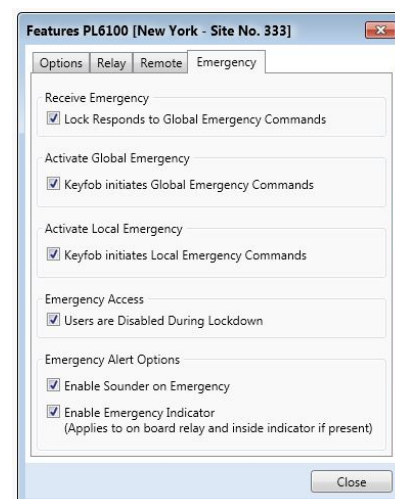 Features PL6100 [New York - Site No. 333]
Options Relay Remote Emergency
Receive Emergency
Lock Responds to Global Emergency Commands
Activate Global Emergency
Keyfob initiates Global Emergency Commands
Activate Local Emergency
Keyfob initiates Local Emergency Commands
Emergency Access
Users are Disabled During Lockdown
Emergency Alert Options
Enable Sounder on Emergency
Enable Emergency Indicator
(Applies to on board relay and inside indicator if present)
Close